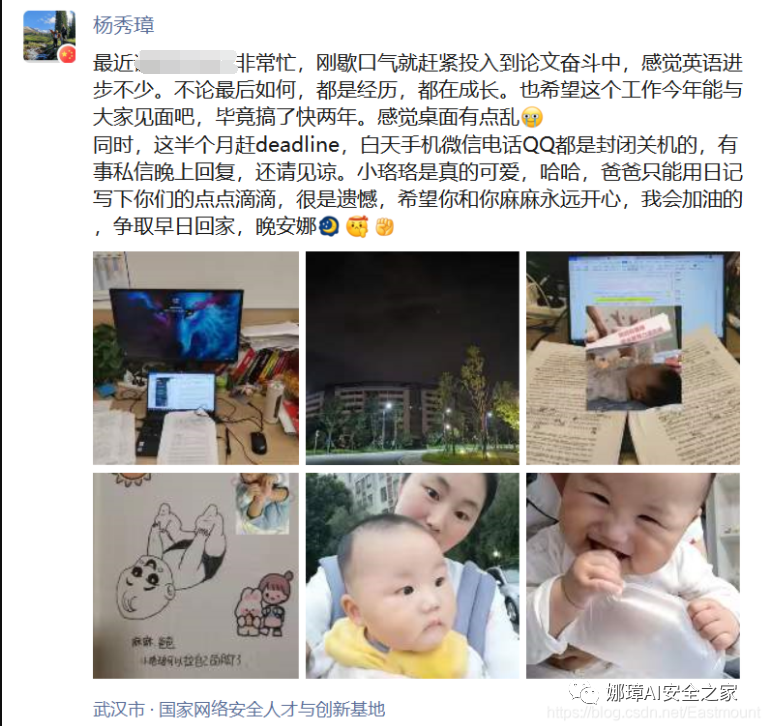 杨秀璋
最近 非常忙，刚歇口气就赶紧投入到论文奋斗中，感觉英语进
步不少。不论最后如何，都是经历，都在成长。也希望这个工作今年能与
大家见面吧，毕竟搞了快两年。感觉桌面有点乱😭
同时，这半个月赶deadline，白天手机微信电话QQ都是封闭关机的，有
事私信晚上回复，还请见谅。小珞珞是真的可爱，哈哈，爸爸只能用日记
写下你们的点点滴滴，很是遗憾，希望你和你麻麻永远开心，我会加油的
，争取早日回家，晚安娜
麻麻 爸爸
武汉市 · 国家网络安全人才与创新基地
娜璋AI安全之家
https://blog.csdn.net/Eastmount